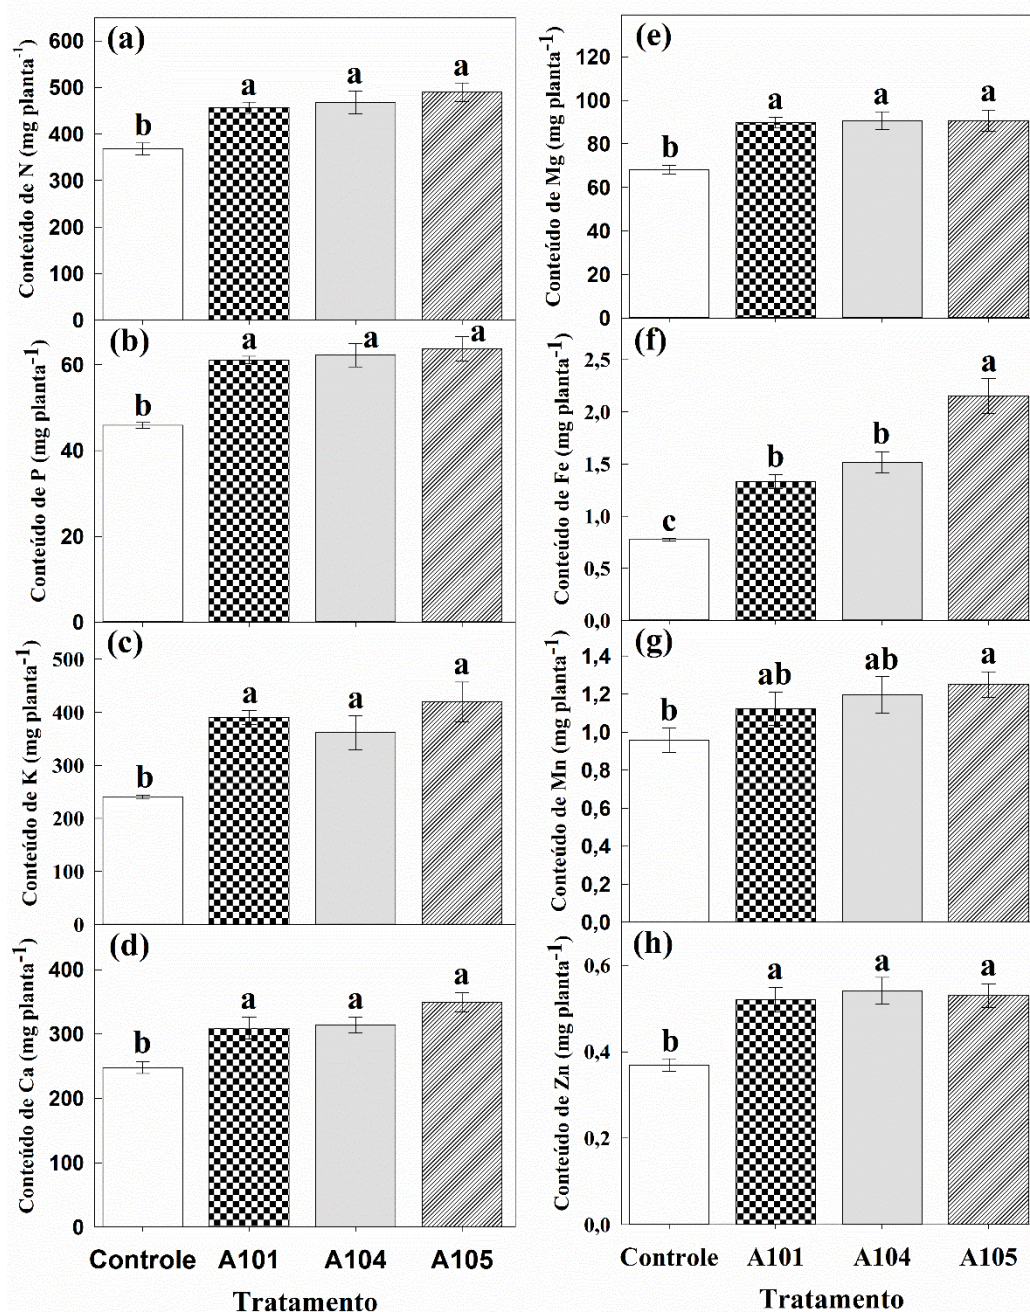 (a)
Conteúdo de N (mg planta⁻¹)
600
500
400
300
200
100
0
b
a
a
a
(b)
Conteúdo de P (mg planta⁻¹)
60
40
20
0
b
a
a
a
(c)
Conteúdo de K (mg planta⁻¹)
500
400
300
200
100
0
b
a
a
a
(d)
Conteúdo de Ca (mg planta⁻¹)
400
300
200
100
0
b
a
a
a
Controle A101 A104 A105
Tratamento
(e)
Conteúdo de Mg (mg planta⁻¹)
120
100
80
60
40
20
0
b
a
a
a
(f)
Conteúdo de Fe (mg planta⁻¹)
2,5
2,0
1,5
1,0
0,5
0,0
c
b
b
a
(g)
Conteúdo de Mn (mg planta⁻¹)
1,4
1,2
1,0
0,8
0,6
0,4
0,2
0,0
b
ab
ab
a
(h)
Conteúdo de Zn (mg planta⁻¹)
0,6
0,4
0,2
0,0
b
a
a
a
Controle A101 A104 A105
Tratamento